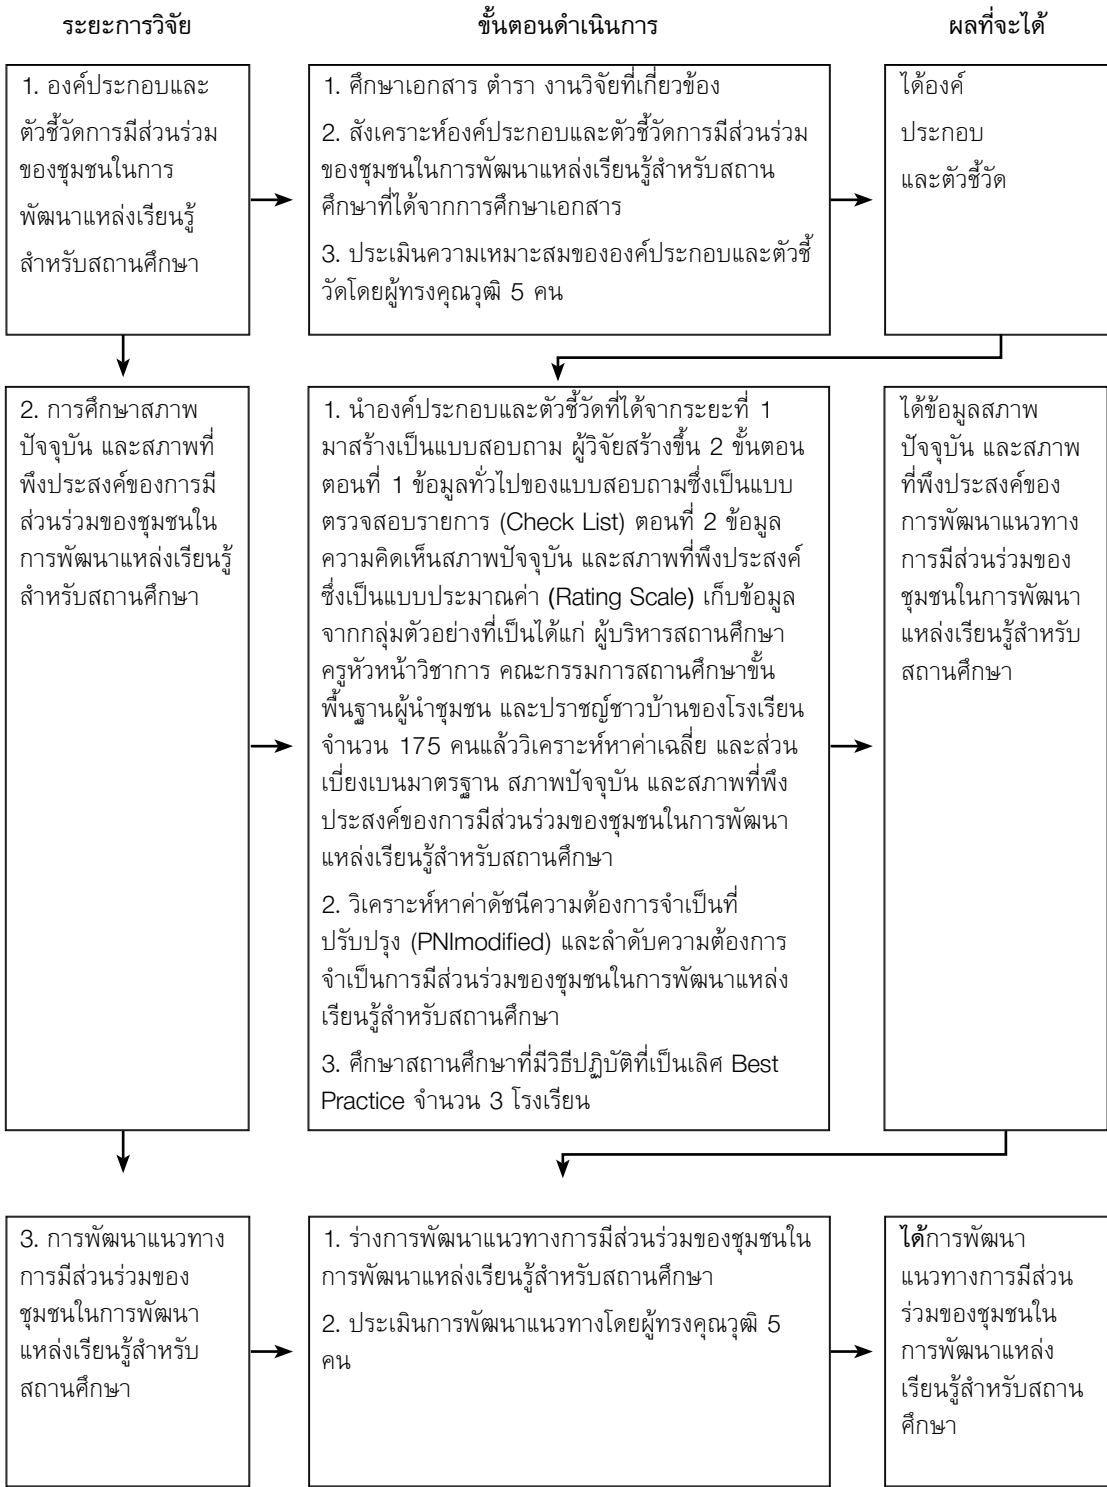 ระยะการวิจัย
ขั้นตอนดำเนินการ
ผลที่จะได้
1. องค์ประกอบและ
ตัวชี้วัดการมีส่วนร่วม
ของชุมชนในการ
พัฒนาแหล่งเรียนรู้
สำหรับสถานศึกษา
1. ศึกษาเอกสาร ตำรา งานวิจัยที่เกี่ยวข้อง
2. สังเคราะห์องค์ประกอบและตัวชี้วัดการมีส่วนร่วม
ของชุมชนในการพัฒนาแหล่งเรียนรู้สำหรับสถาน
ศึกษาที่ได้จากการศึกษาเอกสาร
3. ประเมินความเหมาะสมขององค์ประกอบและตัวชี้
วัดโดยผู้ทรงคุณวุฒิ 5 คน
ได้องค์
ประกอบ
และตัวชี้วัด
2. การศึกษาสภาพ
ปัจจุบัน และสภาพที่
พึงประสงค์ของการมี
ส่วนร่วมของชุมชนใน
การพัฒนาแหล่งเรียนรู้
สำหรับสถานศึกษา
1. นำองค์ประกอบและตัวชี้วัดที่ได้จากระยะที่ 1
มาสร้างเป็นแบบสอบถาม ผู้วิจัยสร้างขึ้น 2 ขั้นตอน
ตอนที่ 1 ข้อมูลทั่วไปของแบบสอบถามซึ่งเป็นแบบ
ตรวจสอบรายการ (Check List) ตอนที่ 2 ข้อมูล
ความคิดเห็นสภาพปัจจุบัน และสภาพที่พึงประสงค์
ซึ่งเป็นแบบประมาณค่า (Rating Scale) เก็บข้อมูล
จากกลุ่มตัวอย่างที่เป็นได้แก่ ผู้บริหารสถานศึกษา
ครูหัวหน้าวิชาการ คณะกรรมการสถานศึกษาขั้น
พื้นฐานผู้นำชุมชน และปราชญ์ชาวบ้านของโรงเรียน
จำนวน 175 คนแล้ววิเคราะห์หาค่าเฉลี่ย และส่วน
เบี่ยงเบนมาตรฐาน สภาพปัจจุบัน และสภาพที่พึง
ประสงค์ของการมีส่วนร่วมของชุมชนในการพัฒนา
แหล่งเรียนรู้สำหรับสถานศึกษา
2. วิเคราะห์หาค่าดัชนีความต้องการจำเป็นที่
ปรับปรุง (PNImodified) และลำดับความต้องการ
จำเป็นการมีส่วนร่วมของชุมชนในการพัฒนาแหล่ง
เรียนรู้สำหรับสถานศึกษา
3. ศึกษาสถานศึกษาที่มีวิธีปฏิบัติที่เป็นเลิศ Best
Practice จำนวน 3 โรงเรียน
ได้ข้อมูลสภาพ
ปัจจุบัน และสภาพ
ที่พึงประสงค์ของ
การพัฒนาแนวทาง
การมีส่วนร่วมของ
ชุมชนในการพัฒนา
แหล่งเรียนรู้สำหรับ
สถานศึกษา
3. การพัฒนาแนวทาง
การมีส่วนร่วมของ
ชุมชนในการพัฒนา
แหล่งเรียนรู้สำหรับ
สถานศึกษา
1. ร่างการพัฒนาแนวทางการมีส่วนร่วมของชุมชนใน
การพัฒนาแหล่งเรียนรู้สำหรับสถานศึกษา
2. ประเมินการพัฒนาแนวทางโดยผู้ทรงคุณวุฒิ 5
คน
ได้การพัฒนา
แนวทางการมีส่วน
ร่วมของชุมชนใน
การพัฒนาแหล่ง
เรียนรู้สำหรับสถาน
ศึกษา